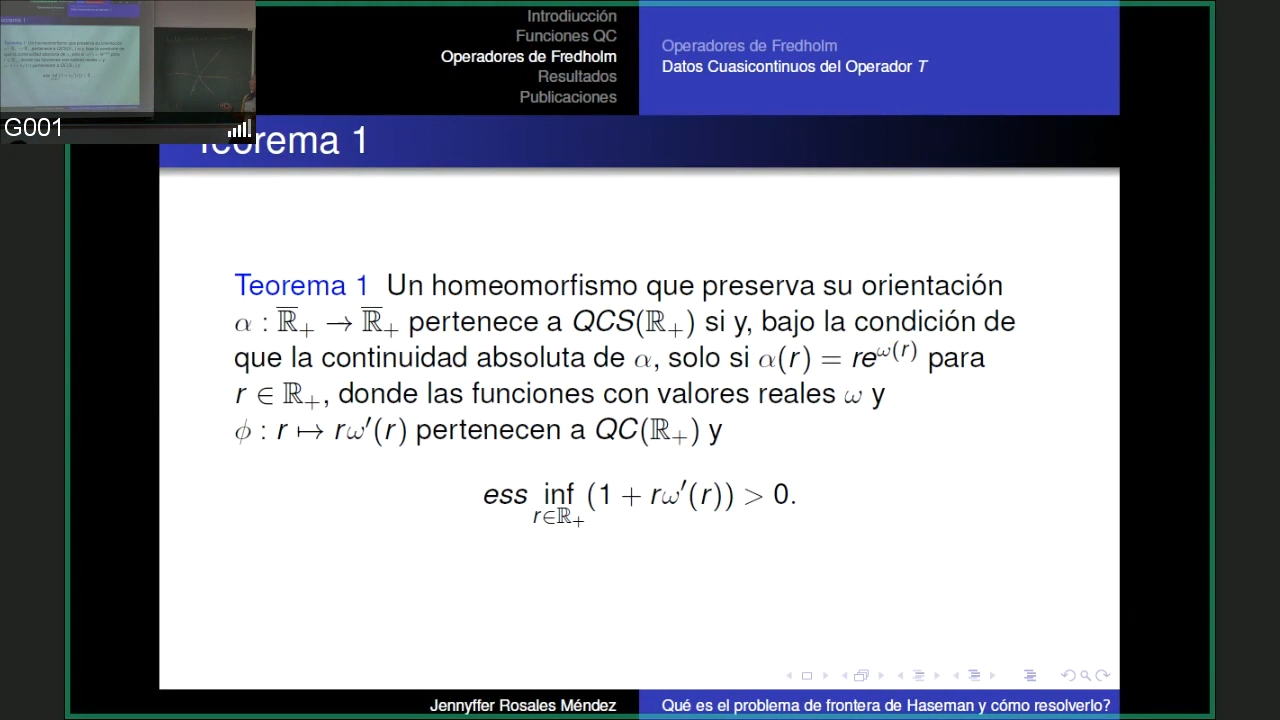 Introdiucción
Funciones QC
Operadores de Fredholm
Resultados
Publicaciones
Operadores de Fredholm
Datos Cuasicontinuos del Operador T
G001
Teorema 1
Teorema 1 Un homeomorfismo que preserva su orientación
α : ℝ̅₊ → ℝ̅₊ pertenece a QCS(ℝ₊) si y, bajo la condición de
que la continuidad absoluta de α, solo si α(r) = re^{ω(r)} para
r ∈ ℝ₊, donde las funciones con valores reales ω y
ϕ : r ↦ rω′(r) pertenecen a QC(ℝ₊) y
ess inf_{r∈ℝ₊} (1 + rω′(r)) > 0.
Jennyffer Rosales Méndez
Qué es el problema de frontera de Haseman y cómo resolverlo?